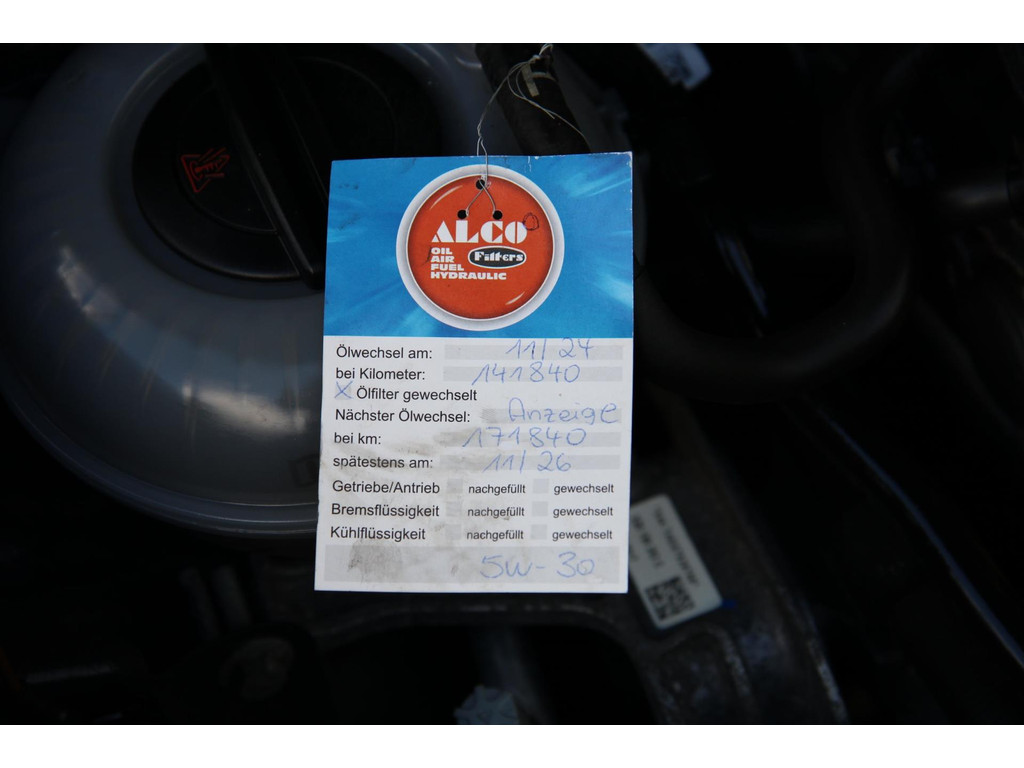 ALCO
Filters
OIL
AIR
FUEL
HYDRAULIC
Ölwechsel am: 11/24
bei Kilometer: 141840
X Ölfilter gewechselt
Nächster Ölwechsel: Anzeige
bei km: 171840
spätestens am: 11/26
Getriebe/Antrieb nachgefüllt gewechselt
Bremsflüssigkeit nachgefüllt gewechselt
Kühlflüssigkeit nachgefüllt gewechselt
5W-30